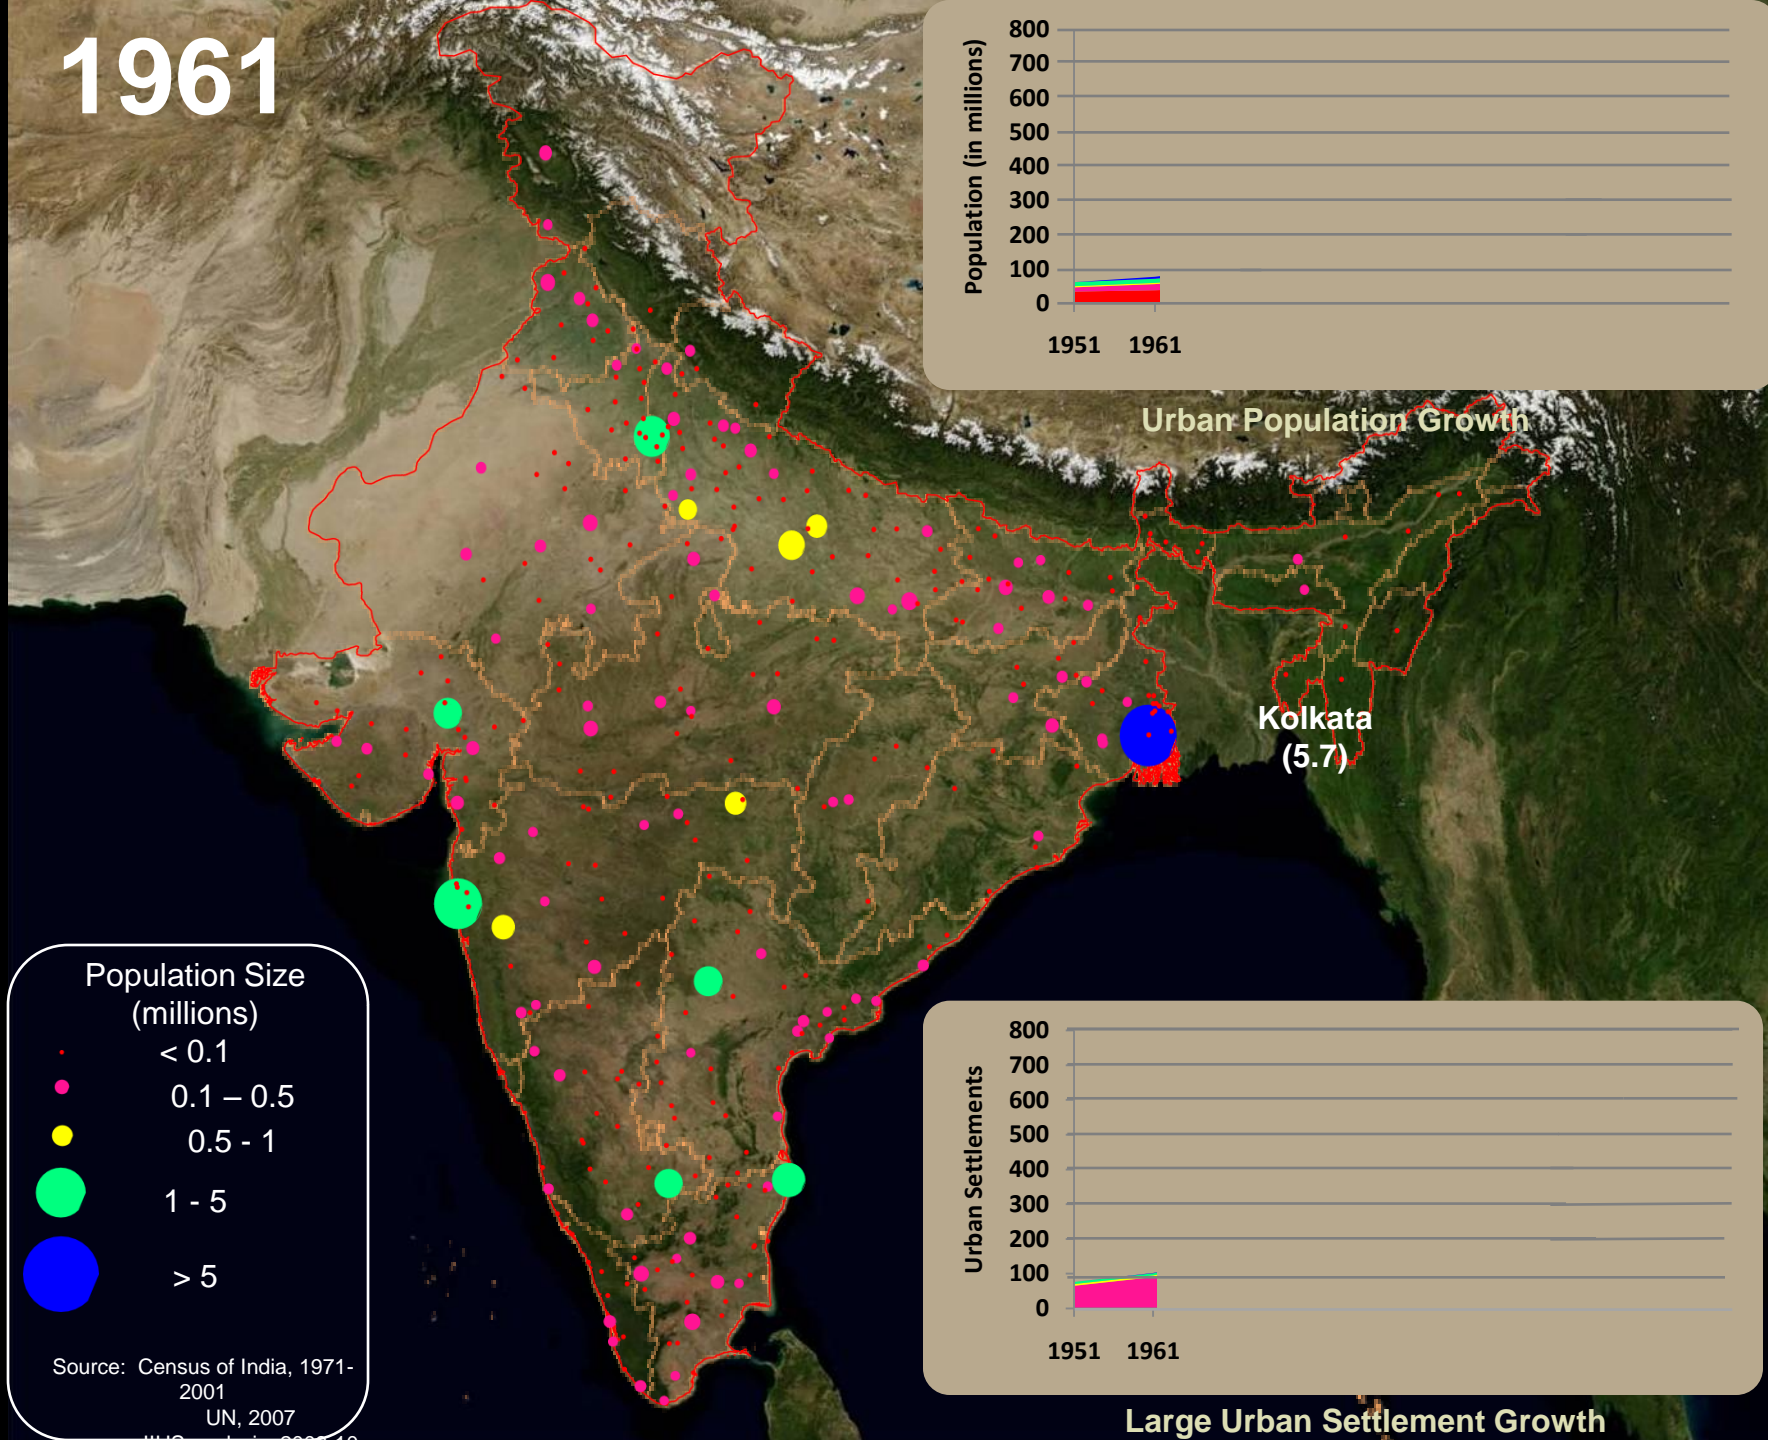 1961
Population (in millions)
800
700
600
500
400
300
200
100
0
1951 1961
Urban Population Growth
Kolkata
(5.7)
Population Size
(millions)
< 0.1
0.1 – 0.5
0.5 - 1
1 - 5
> 5
Source: Census of India, 1971-
2001
UN, 2007
Urban Settlements
800
700
600
500
400
300
200
100
0
1951 1961
Large Urban Settlement Growth